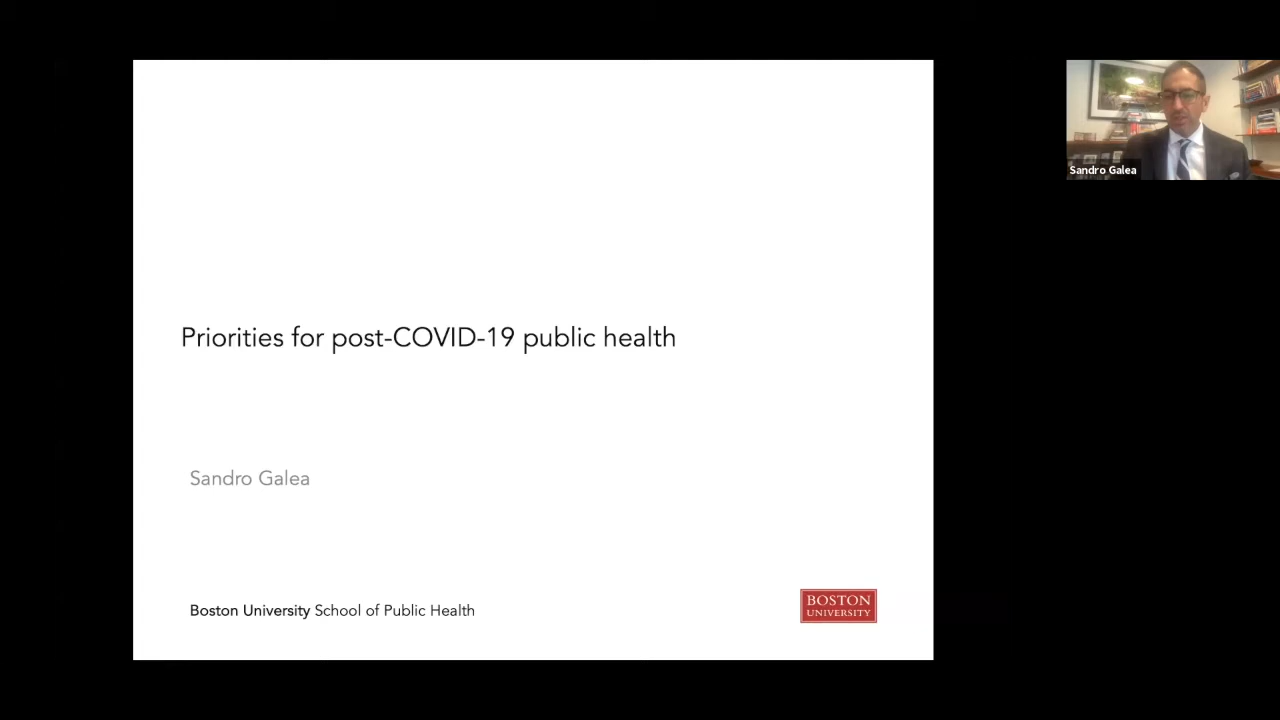 Priorities for post-COVID-19 public health
Sandro Galea
Boston University School of Public Health
BOSTON
UNIVERSITY
Sandro Galea